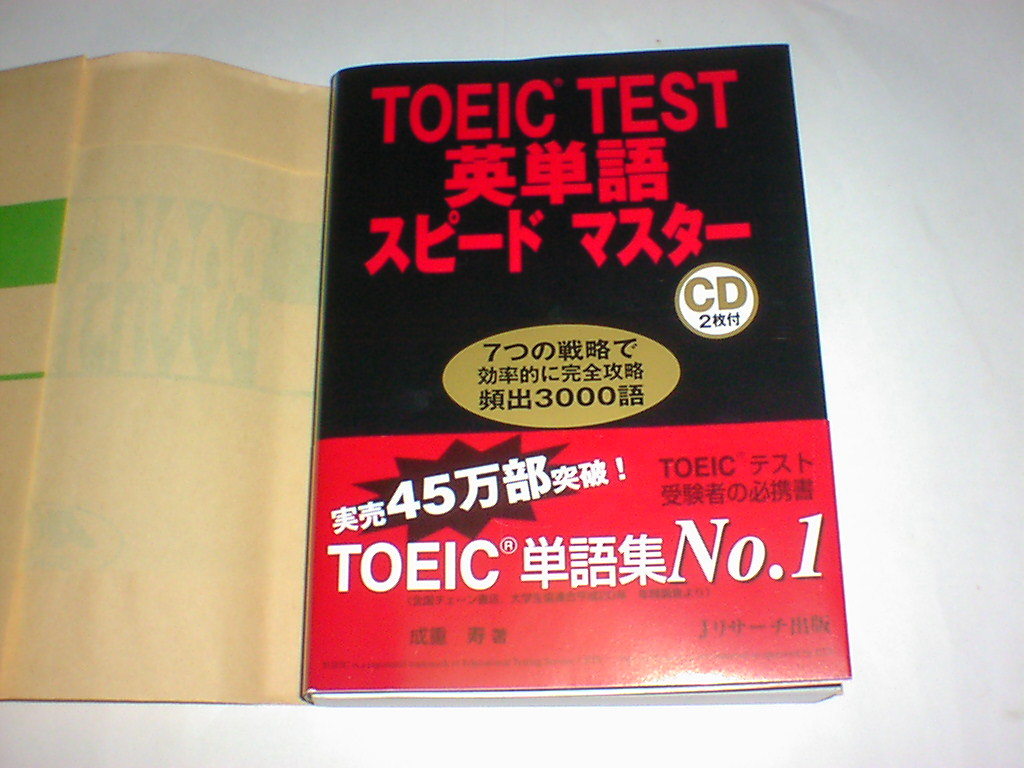 TOEIC® TEST
英単語
スピード マスター
CD
2枚付
7つの戦略で
効率的に完全攻略
頻出3000語
実売45万部突破！
TOEIC® テスト
受験者の必携書
TOEIC® 単語集 No.1
成重 寿 著
Jリサーチ出版